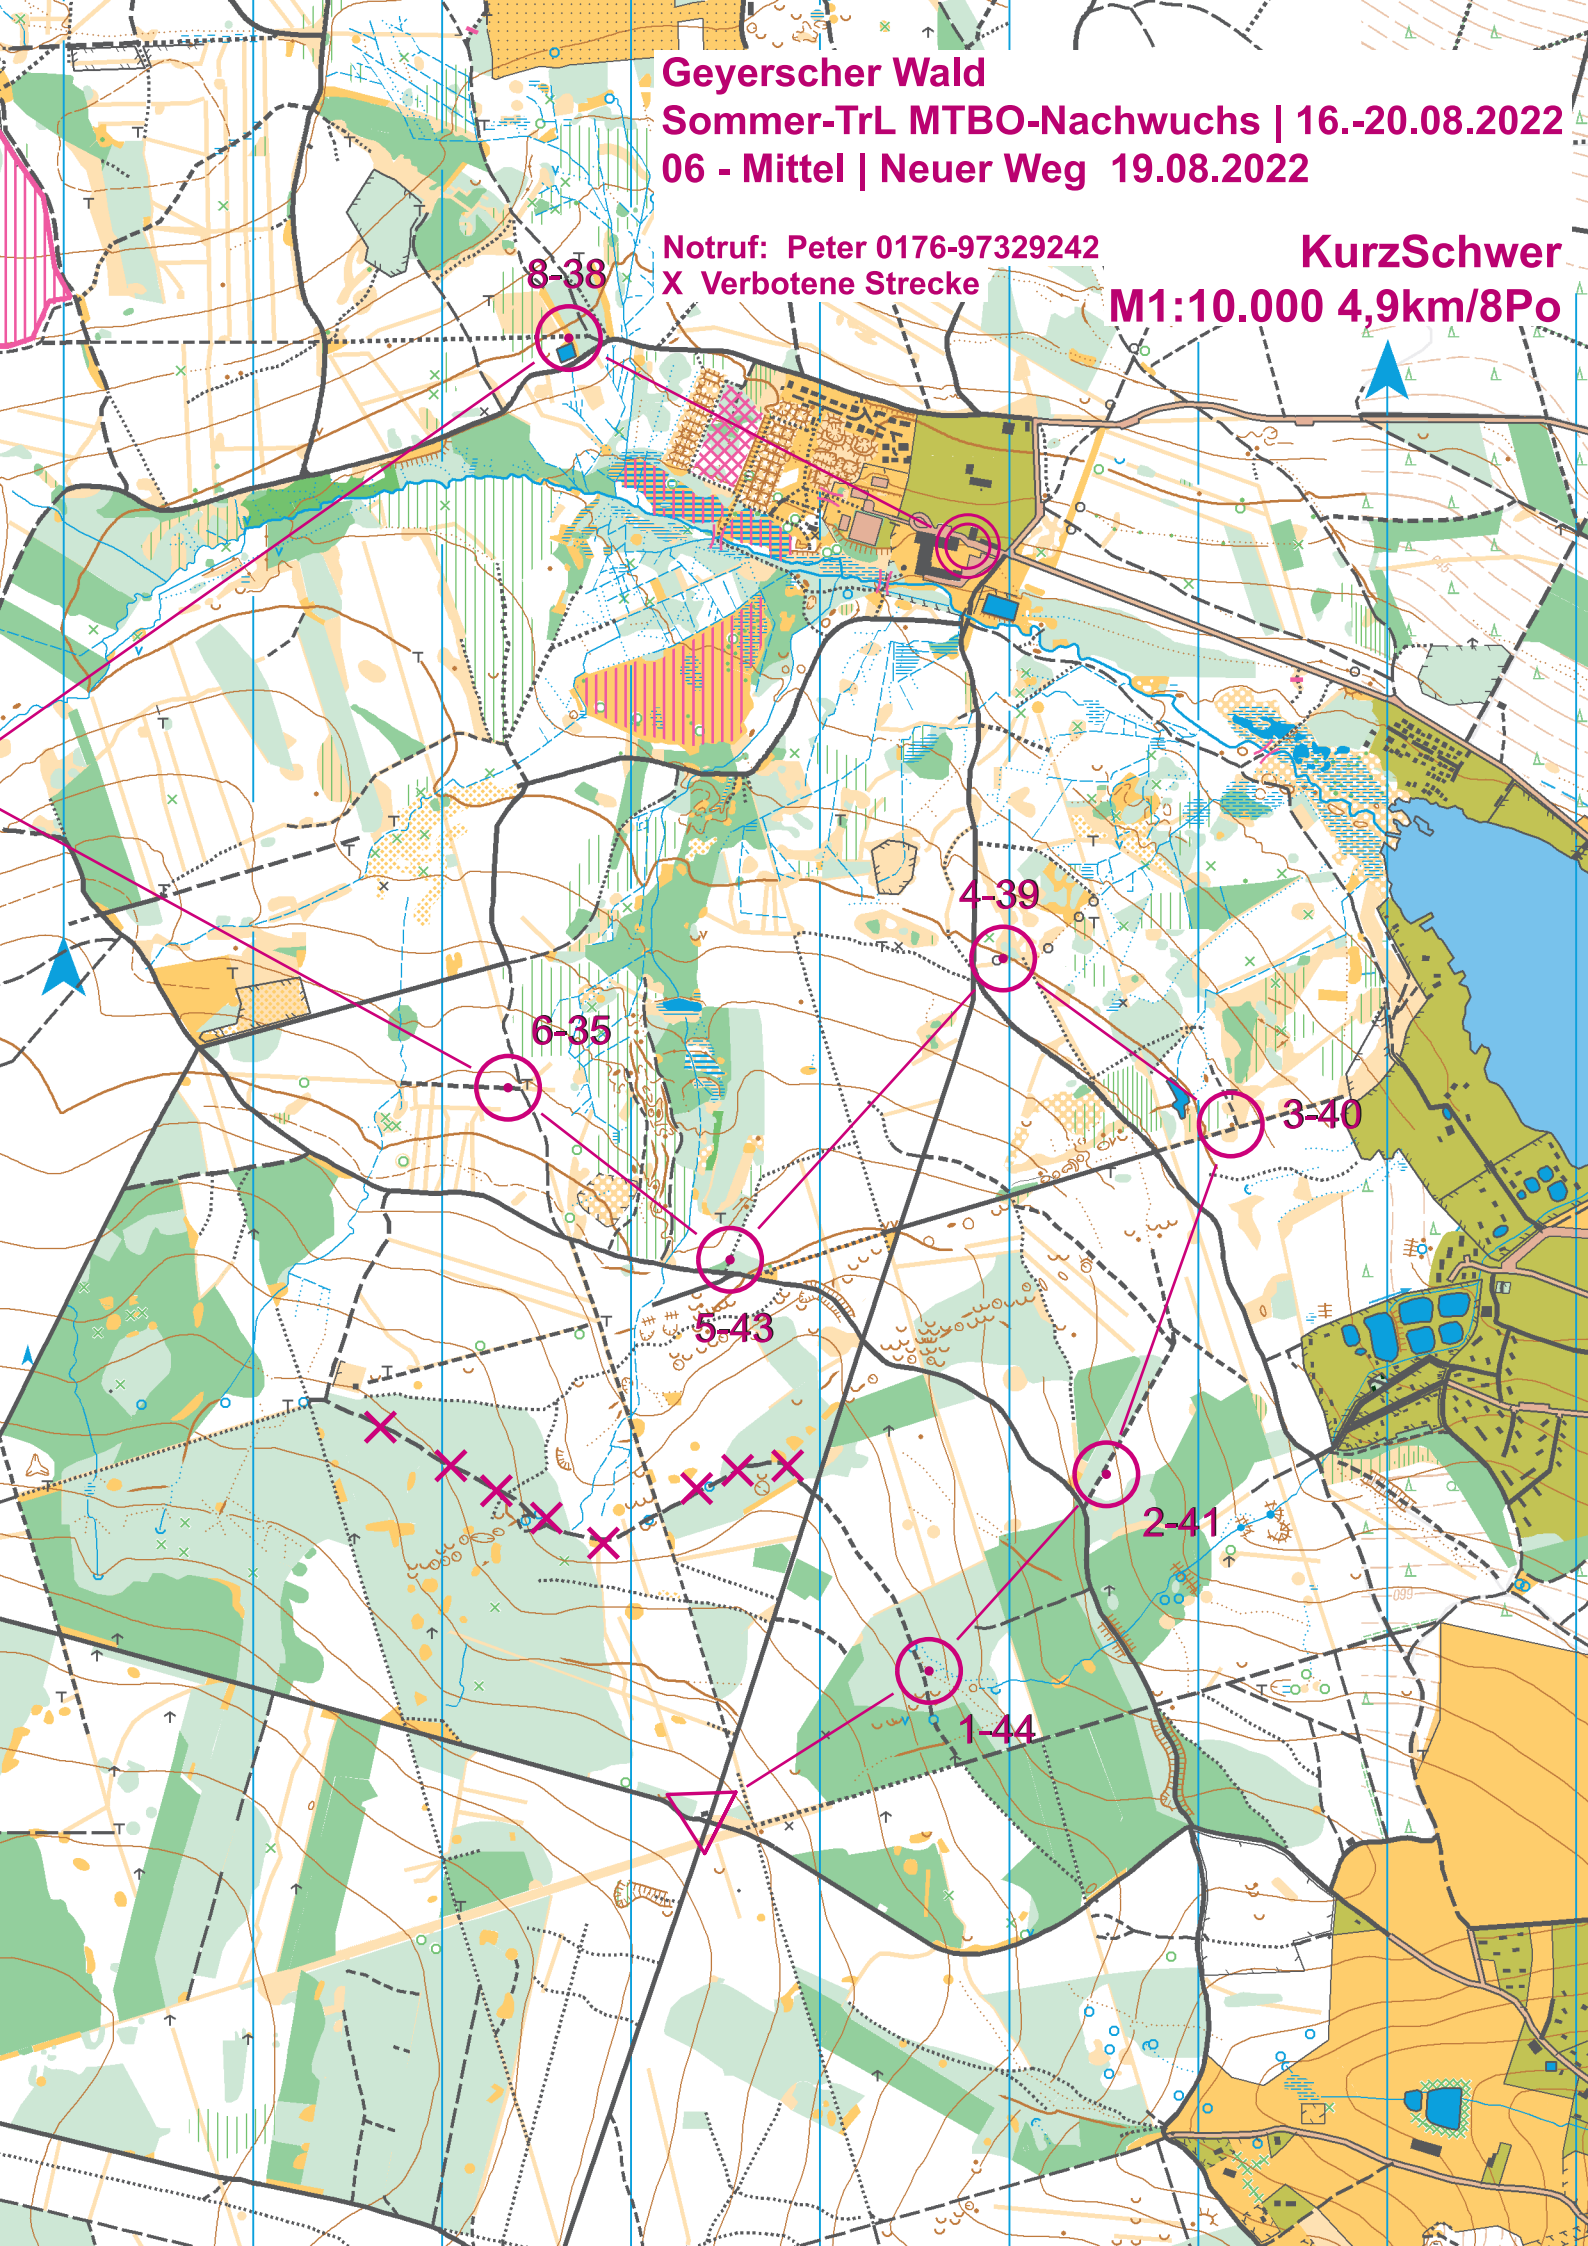 Geyerscher Wald
Sommer-TrL MTBO-Nachwuchs | 16.-20.08.2022
06 - Mittel | Neuer Weg 19.08.2022
Notruf: Peter 0176-97329242
X Verbotene Strecke
KurzSchwer
M1:10.000 4,9km/8Po
8-38
4-39
6-35
3-40
5-43
2-41
1-44